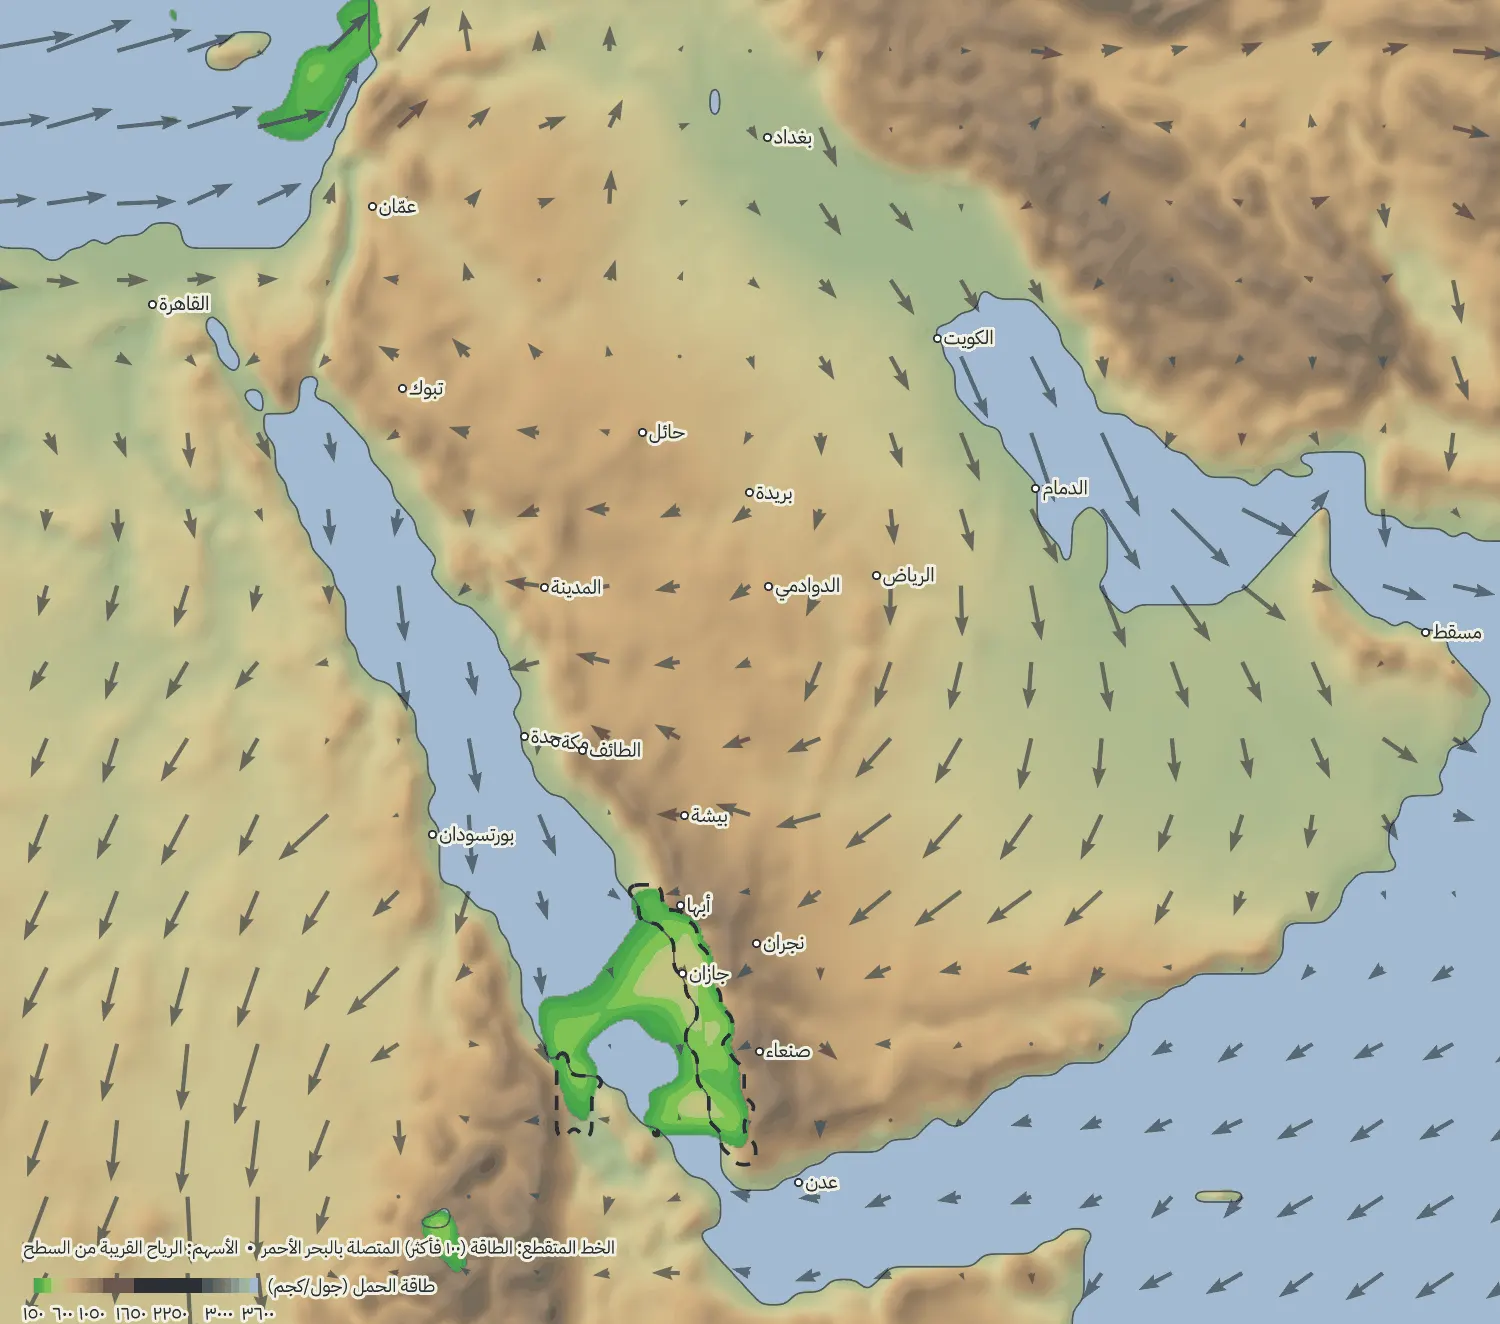 بغداد
عمّان
القاهرة
الكويت
تبوك
حائل
الدمام
بريدة
الرياض
الدوادمي
المدينة
مسقط
جدة
مكة
الطائف
بيشة
بورتسودان
أبها
نجران
جازان
صنعاء
عدن
الخط المتقطع: الطاقة (١٠٠ فأكثر) المتصلة بالبحر الأحمر • الأسهم: الرياح القريبة من السطح
طاقة الحمل (جول/كجم)
١٥٠ ٦٠٠ ١٠٥٠ ١٦٥٠ ٢٢٥٠ ٣٠٠٠ ٣٦٠٠